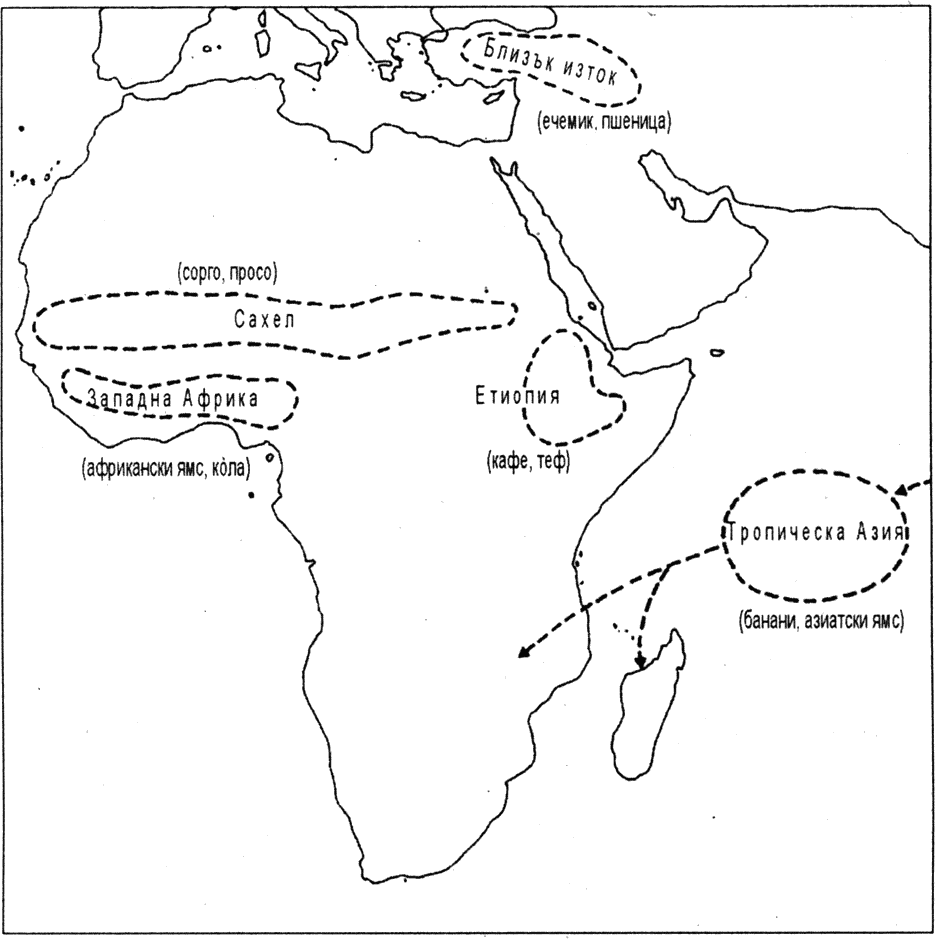 Близък изток
(ечемик, пшеница)
(сорго, просо)
Сахел
Западна Африка
(африкански ямс, кòла)
Етиопия
(кафе, теф)
Тропическа Азия
(банани, азиатски ямс)